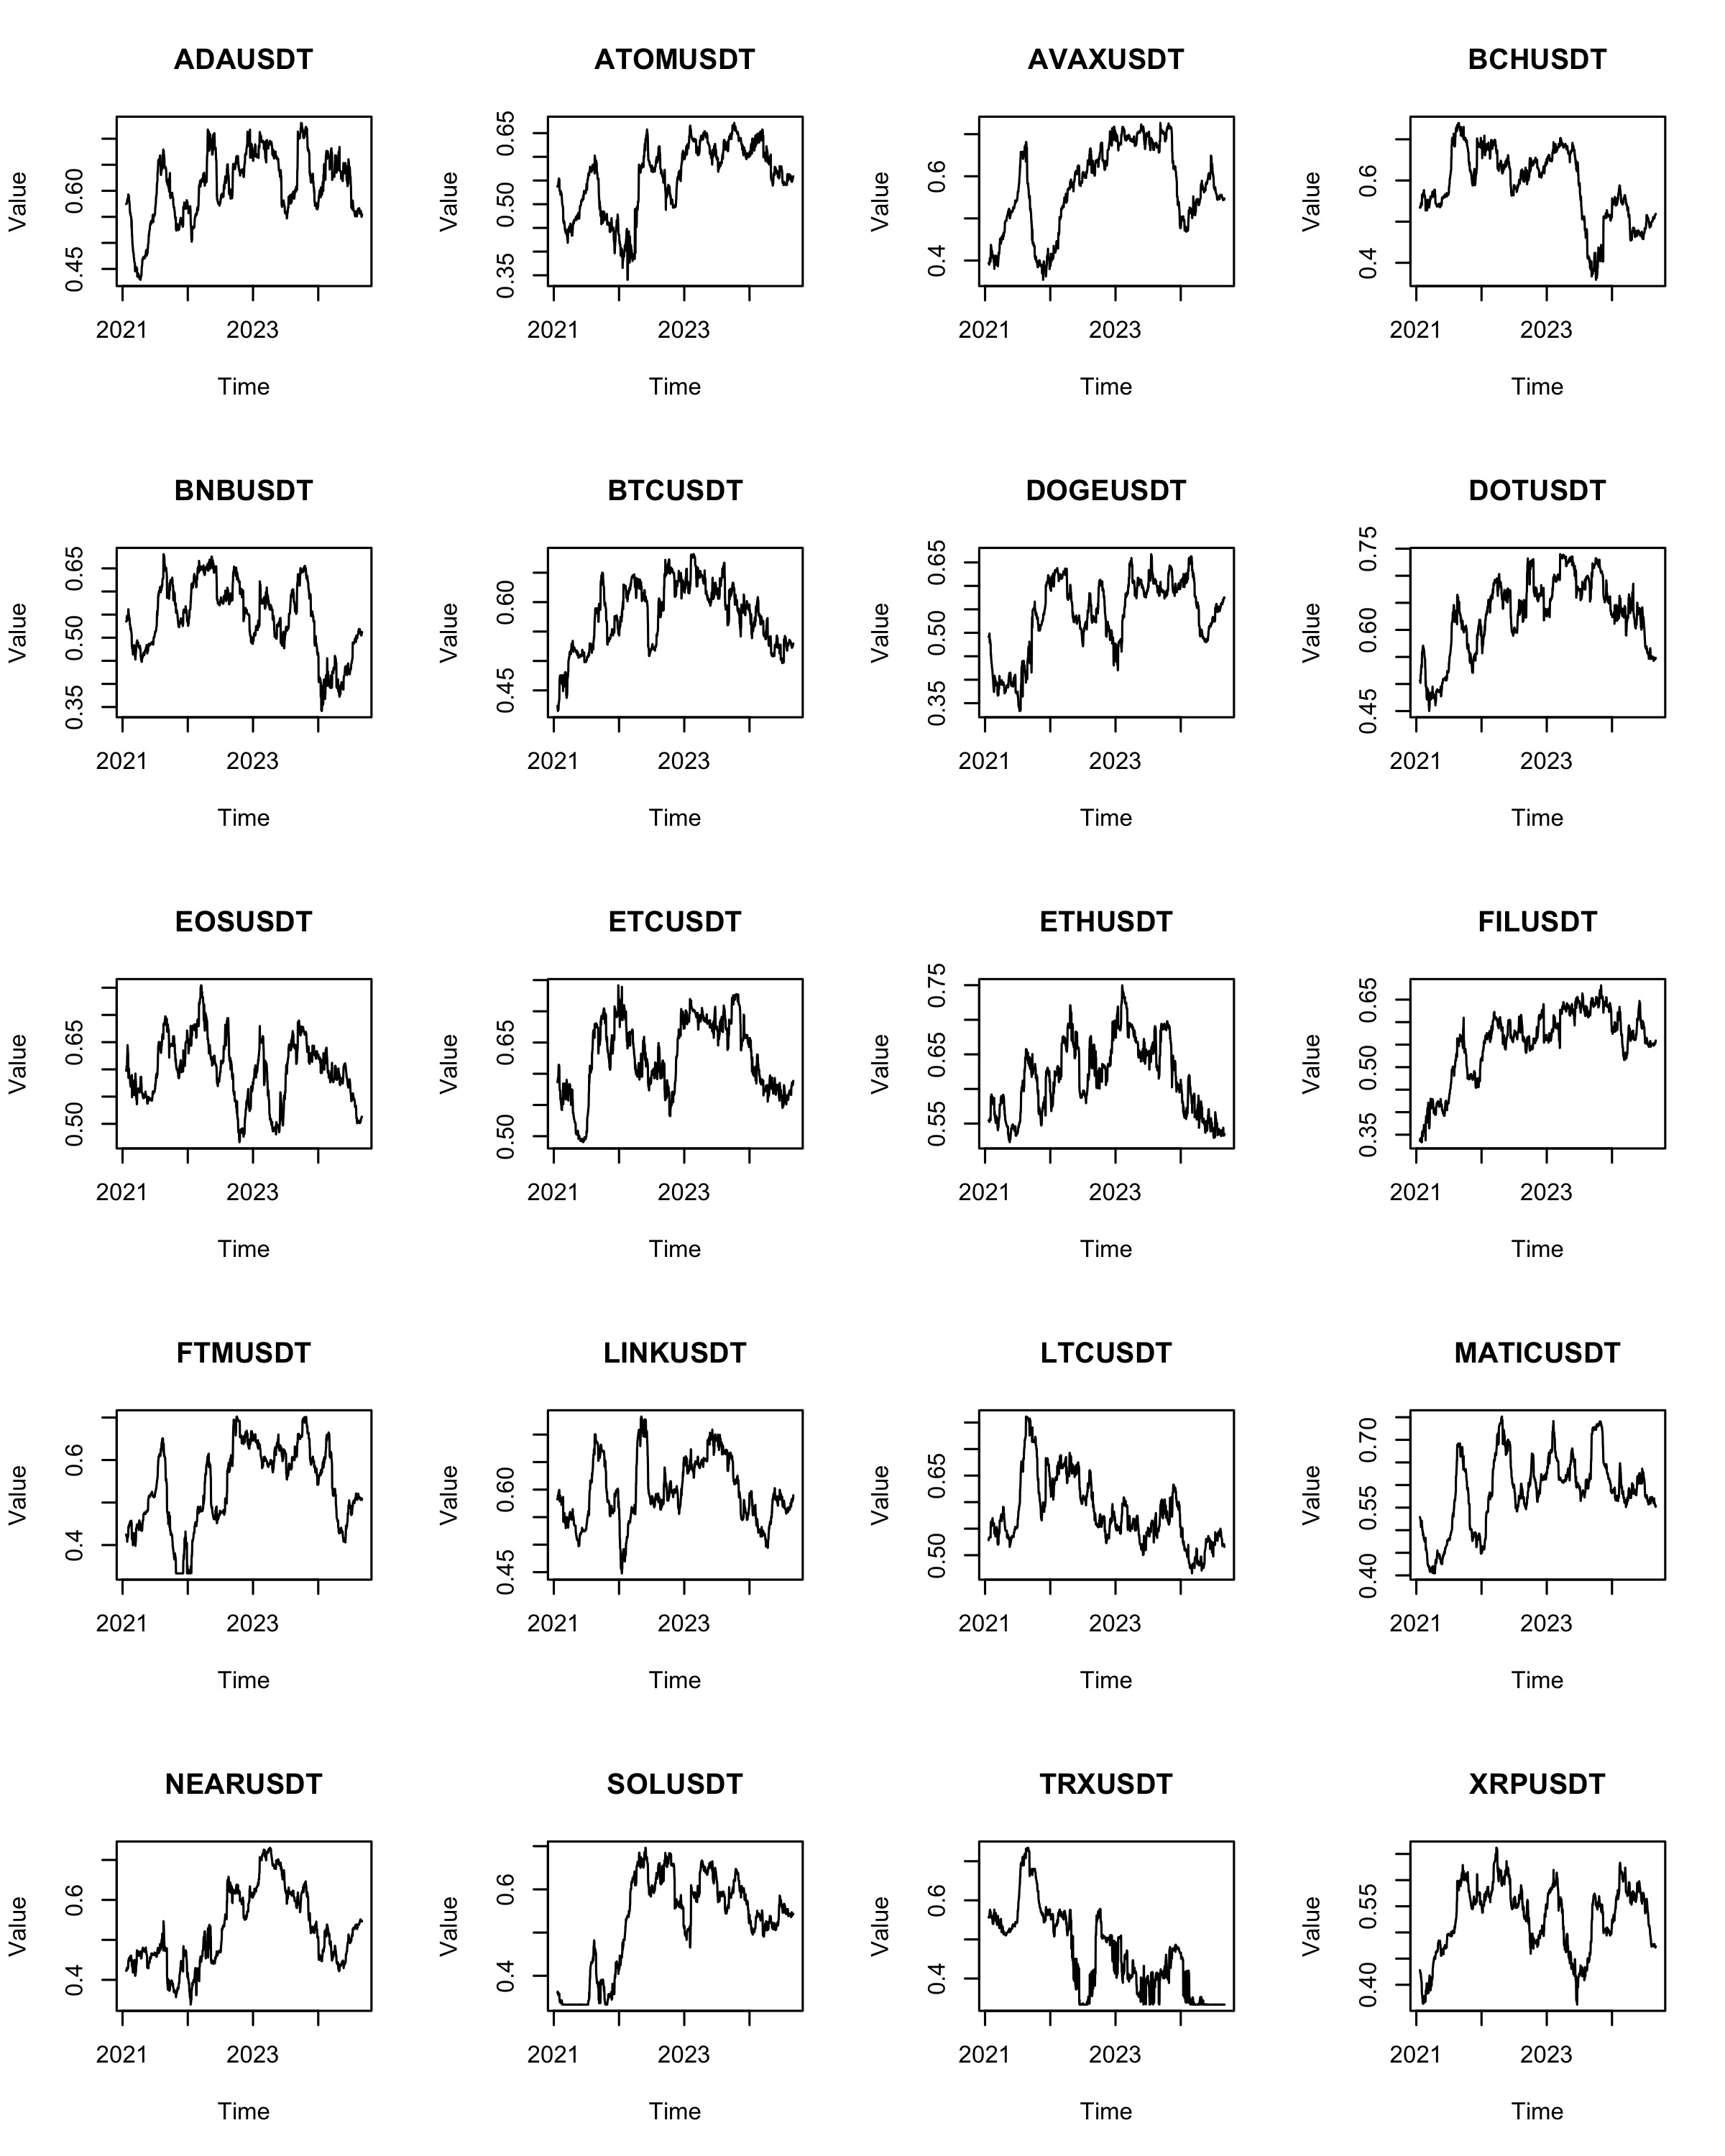 ADAUSDT ATOMUSDT AVAXUSDT BCHUSDT
Value 0.45 0.60 Value 0.35 0.50 0.65 Value 0.4 0.6 Value 0.4 0.6
2021 2023 2021 2023 2021 2023 2021 2023
Time Time Time Time
BNBUSDT BTCUSDT DOGEUSDT DOTUSDT
Value 0.35 0.50 0.65 Value 0.45 0.60 Value 0.35 0.50 0.65 Value 0.45 0.60 0.75
2021 2023 2021 2023 2021 2023 2021 2023
Time Time Time Time
EOSUSDT ETCUSDT ETHUSDT FILUSDT
Value 0.50 0.65 Value 0.50 0.65 Value 0.55 0.65 0.75 Value 0.35 0.50 0.65
2021 2023 2021 2023 2021 2023 2021 2023
Time Time Time Time
FTMUSDT LINKUSDT LTCUSDT MATICUSDT
Value 0.4 0.6 Value 0.45 0.60 Value 0.50 0.65 Value 0.40 0.55 0.70
2021 2023 2021 2023 2021 2023 2021 2023
Time Time Time Time
NEARUSDT SOLUSDT TRXUSDT XRPUSDT
Value 0.4 0.6 Value 0.4 0.6 Value 0.4 0.6 Value 0.40 0.55
2021 2023 2021 2023 2021 2023 2021 2023
Time Time Time Time